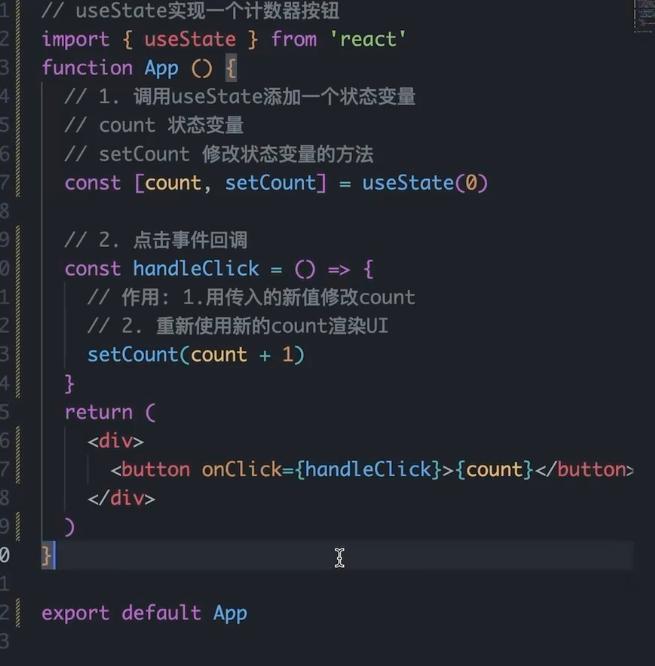 1 // useState实现一个计数器按钮
2 import { useState } from 'react'
3 function App () {
4 // 1. 调用useState添加一个状态变量
5 // count 状态变量
6 // setCount 修改状态变量的方法
7 const [count, setCount] = useState(0)
8
9 // 2. 点击事件回调
0 const handleClick = () => {
1 // 作用: 1.用传入的新值修改count
2 // 2. 重新使用新的count渲染UI
3 setCount(count + 1)
4 }
5 return (
6 <div>
7 <button onClick={handleClick}>{count}</button>
8 </div>
9 )
0 }
1
2 export default App
3